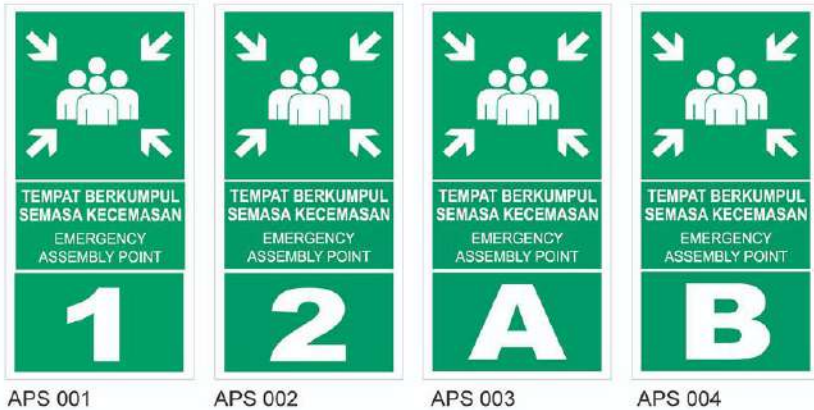 TEMPAT BERKUMPUL
SEMASA KECEMASAN
EMERGENCY
ASSEMBLY POINT
1
APS 001
TEMPAT BERKUMPUL
SEMASA KECEMASAN
EMERGENCY
ASSEMBLY POINT
2
APS 002
TEMPAT BERKUMPUL
SEMASA KECEMASAN
EMERGENCY
ASSEMBLY POINT
A
APS 003
TEMPAT BERKUMPUL
SEMASA KECEMASAN
EMERGENCY
ASSEMBLY POINT
B
APS 004